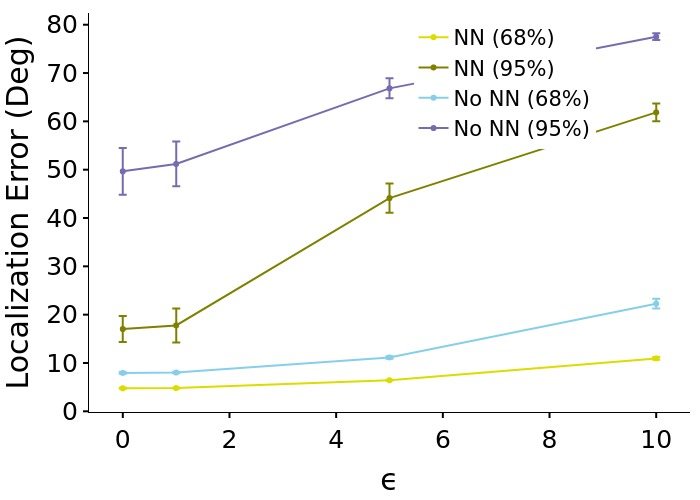 80
70
60
50
40
30
20
10
0
Localization Error (Deg)
NN (68%)
NN (95%)
No NN (68%)
No NN (95%)
0 2 4 6 8 10
ϵ